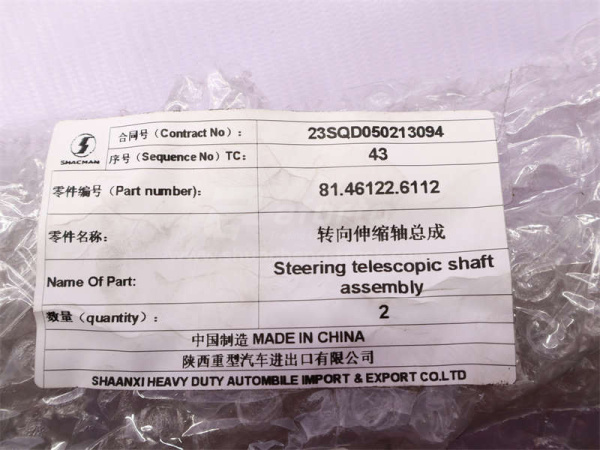 SHACMAN
合同号（Contract No）： 23SQD050213094
序号（Sequence No）TC: 43
零件编号（Part number): 81.46122.6112
零件名称： 转向伸缩轴总成
Name Of Part: Steering telescopic shaft
assembly
数量（quantity）： 2
中国制造 MADE IN CHINA
陕西重型汽车进出口有限公司
SHAANXI HEAVY DUTY AUTOMBILE IMPORT & EXPORT CO.LTD